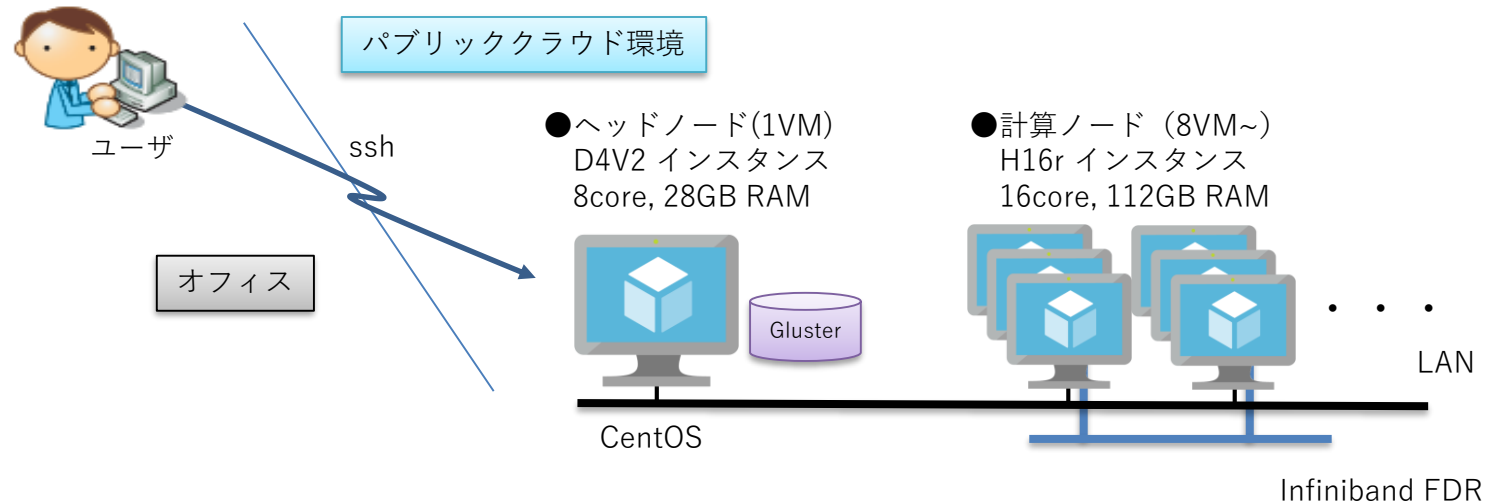 パブリッククラウド環境
ユーザ
ssh
●ヘッドノード(1VM)
D4V2 インスタンス
8core, 28GB RAM
●計算ノード（8VM~）
H16r インスタンス
16core, 112GB RAM
オフィス
Gluster
・・・
LAN
CentOS
Infiniband FDR